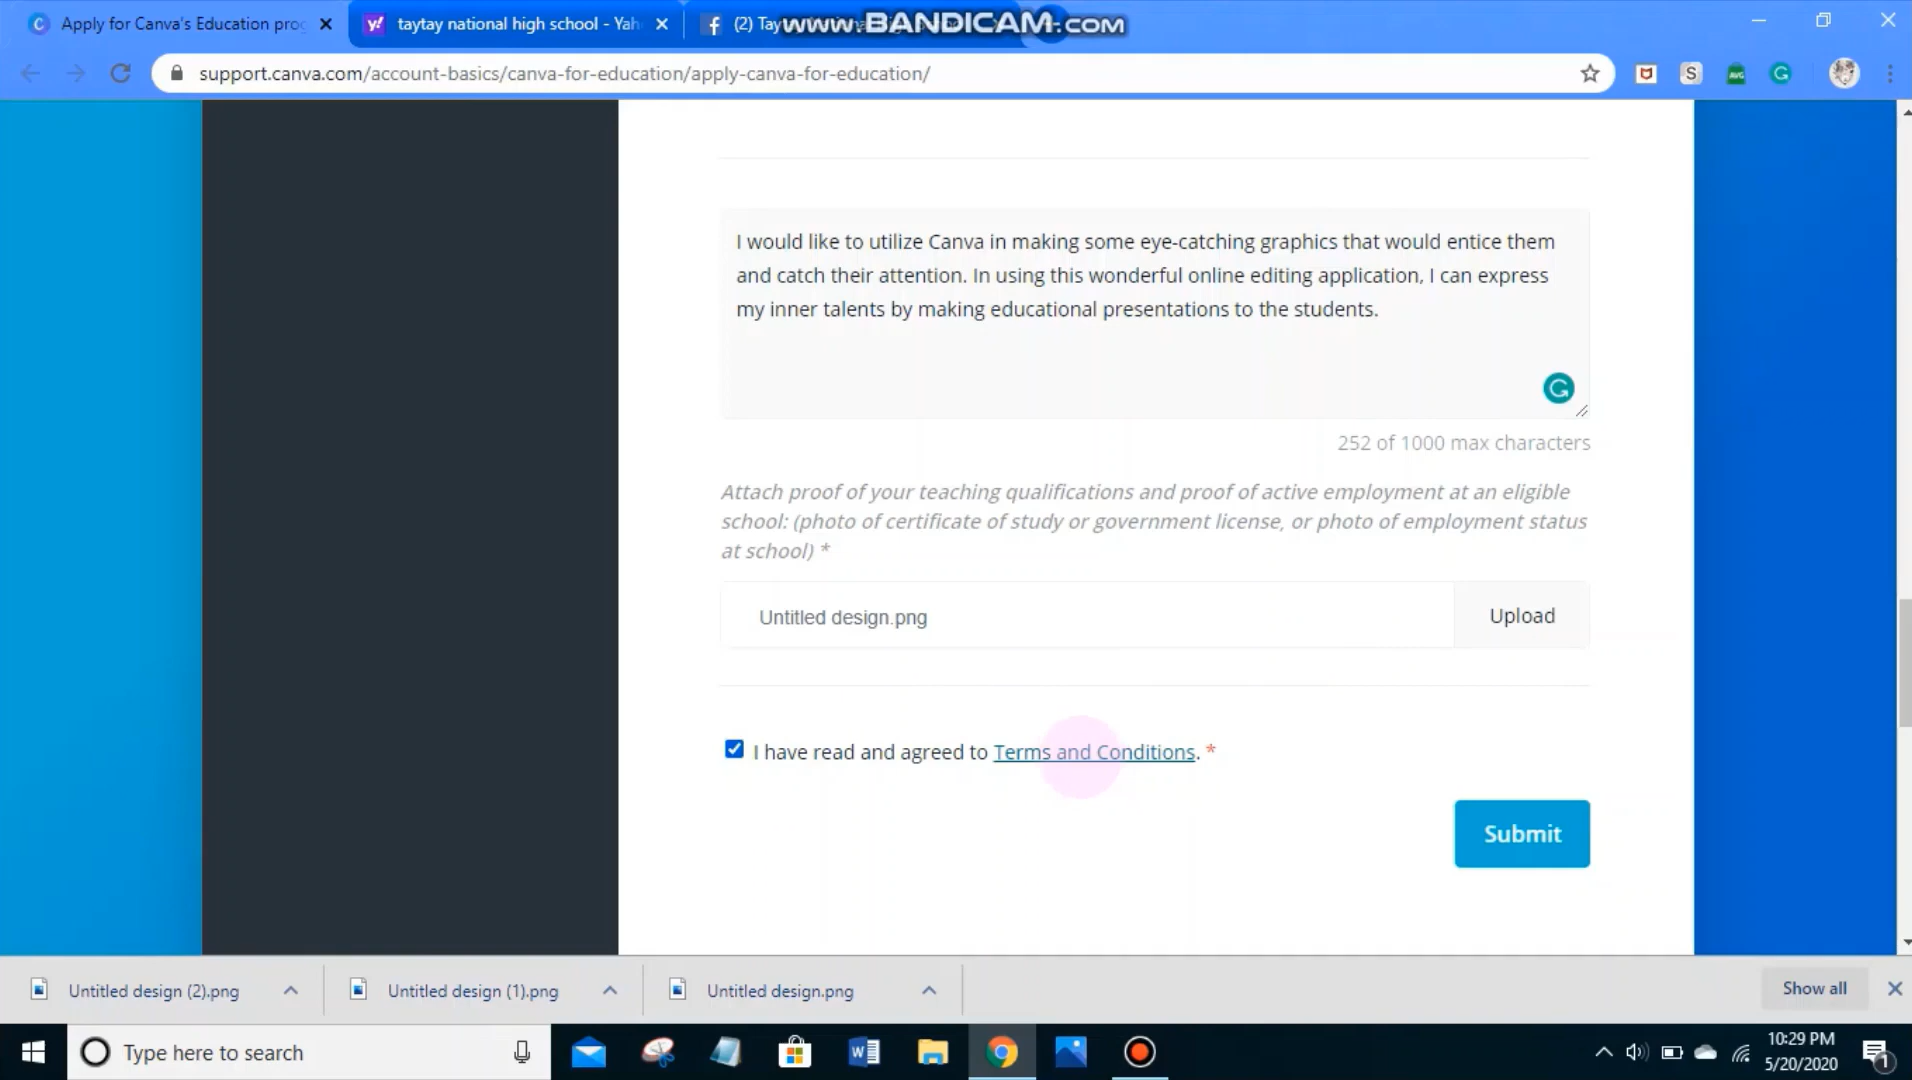 Apply for Canva's Education prog
taytay national high school - Yah
(2) Tay
www.BANDICAM.com
support.canva.com/account-basics/canva-for-education/apply-canva-for-education/
I would like to utilize Canva in making some eye-catching graphics that would entice them
and catch their attention. In using this wonderful online editing application, I can express
my inner talents by making educational presentations to the students.
252 of 1000 max characters
Attach proof of your teaching qualifications and proof of active employment at an eligible
school: (photo of certificate of study or government license, or photo of employment status
at school) *
Untitled design.png
Upload
I have read and agreed to Terms and Conditions. *
Submit
Untitled design (2).png
Untitled design (1).png
Untitled design.png
Show all
Type here to search
10:29 PM
5/20/2020
1